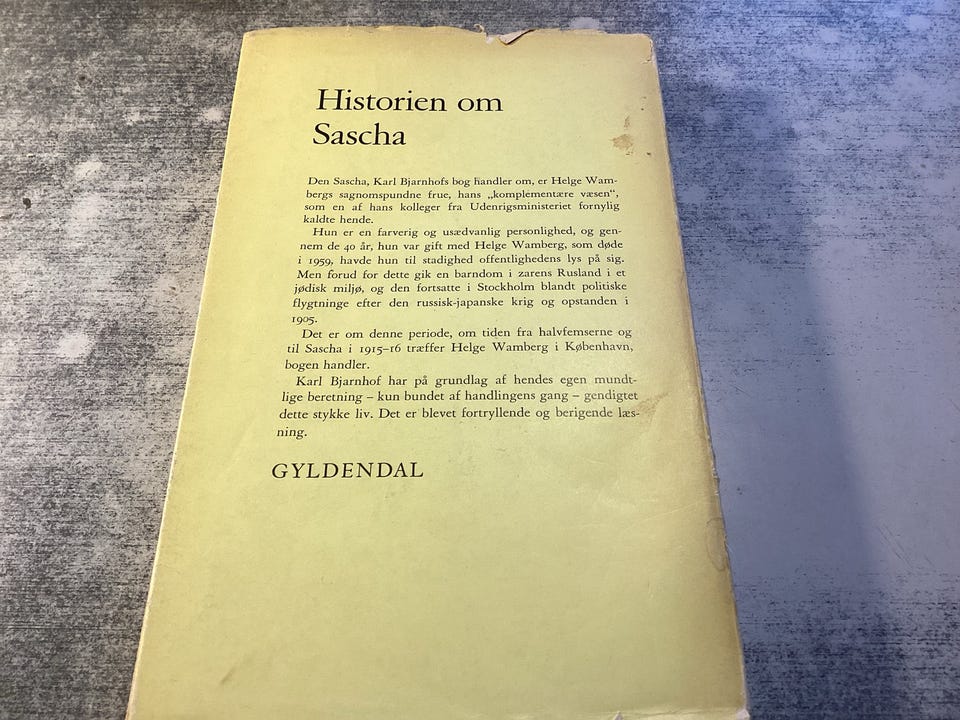 Historien om
Sascha
Den Sascha, Karl Bjarnhofs bog handler om, er Helge Wam-
bergs sagnomspundne frue, hans „komplementære væsen“,
som en af hans kolleger fra Udenrigsministeriet fornylig
kaldte hende.
Hun er en farverig og usædvanlig personlighed, og gen-
nem de 40 år, hun var gift med Helge Wamberg, som døde
i 1959, havde hun til stadighed offentlighedens lys på sig.
Men forud for dette gik en barndom i zarens Rusland i et
jødisk miljø, og den fortsatte i Stockholm blandt politiske
flygtninge efter den russisk-japanske krig og opstanden i
1905.
Det er om denne periode, om tiden fra halvfemserne og
til Sascha i 1915–16 træffer Helge Wamberg i København,
bogen handler.
Karl Bjarnhof har på grundlag af hendes egen mundt-
lige beretning – kun bundet af handlingens gang – gendigtet
dette stykke liv. Det er blevet fortryllende og berigende læs-
ning.
GYLDENDAL